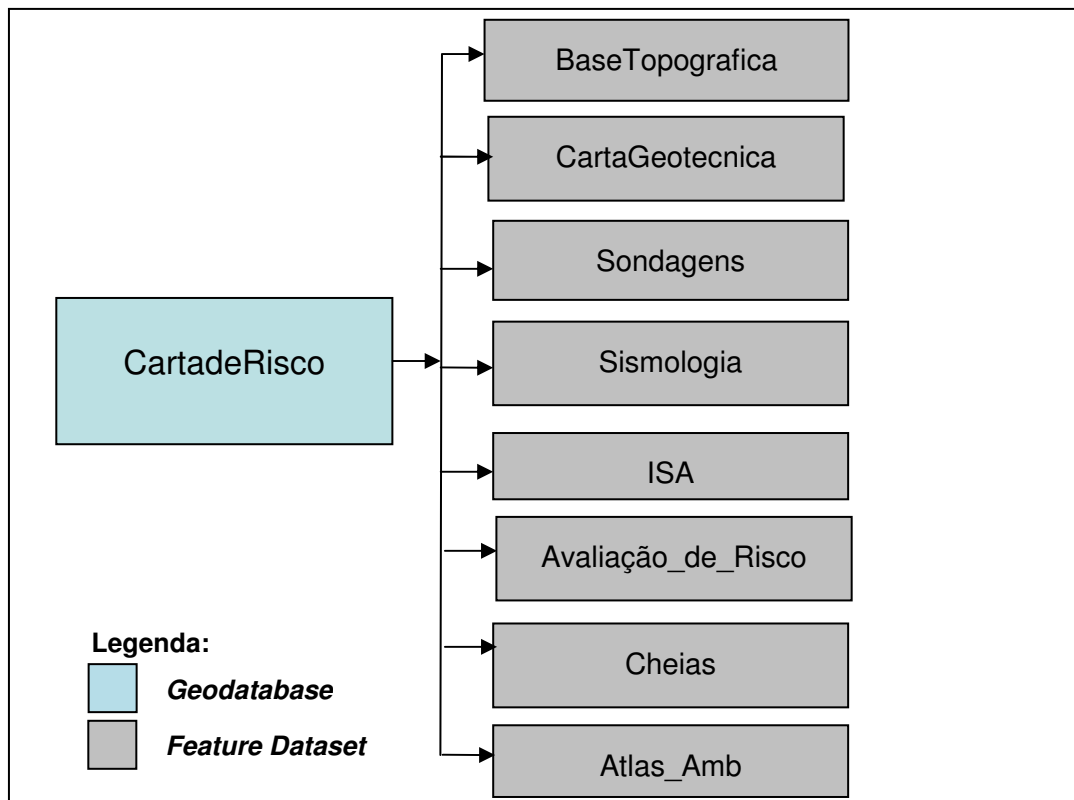 BaseTopografica
CartaGeotecnica
Sondagens
CartadeRisco
Sismologia
ISA
Avaliação_de_Risco
Cheias
Atlas_Amb
Legenda:
Geodatabase
Feature Dataset